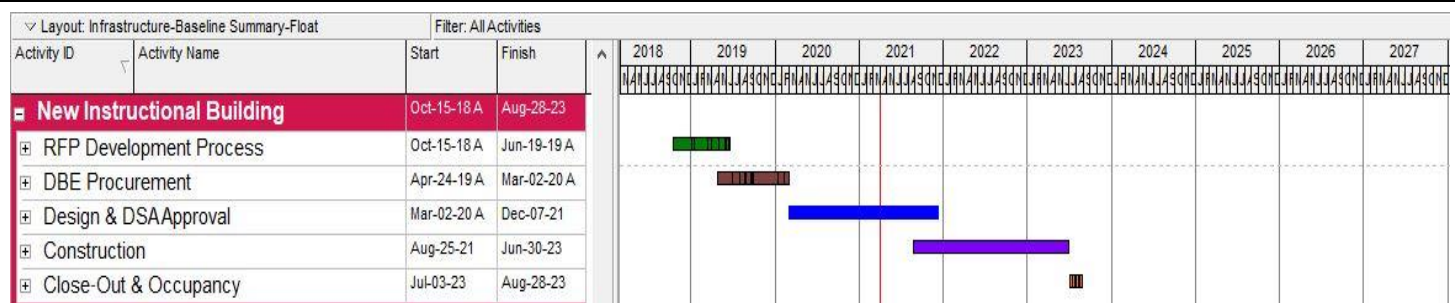 Layout: Infrastructure-Baseline Summary-Float Filter: All Activities
Activity ID Activity Name Start Finish 2018 2019 2020 2021 2022 2023 2024 2025 2026 2027
New Instructional Building Oct-15-18 A Aug-28-23
RFP Development Process Oct-15-18 A Jun-19-19 A
DBE Procurement Apr-24-19 A Mar-02-20 A
Design & DSA Approval Mar-02-20 A Dec-07-21
Construction Aug-25-21 Jun-30-23
Close-Out & Occupancy Jul-03-23 Aug-28-23